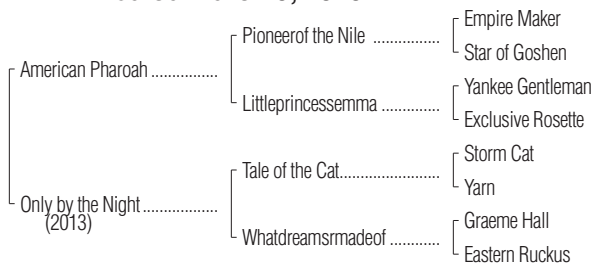 Empire Maker
Pioneerof the Nile ................
Star of Goshen
American Pharoah ................
Yankee Gentleman
Littleprincessemma ..............
Exclusive Rosette
Storm Cat
Tale of the Cat.....................
Yarn
Only by the Night ..................
(2013)
Graeme Hall
Whatdreamsrmadeof ............
Eastern Ruckus